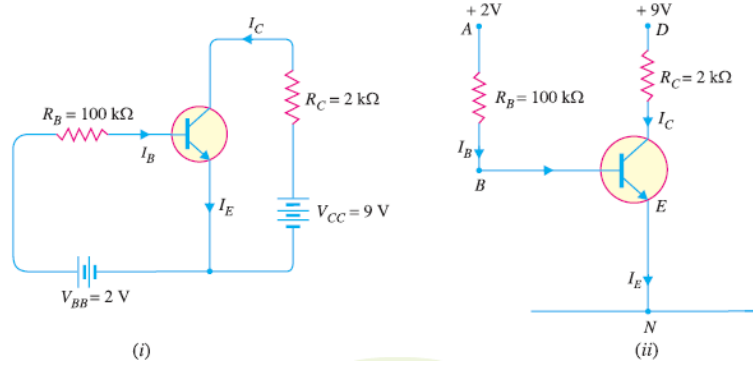 I_C
R_B = 100 kΩ
I_B
R_C = 2 kΩ
I_E
V_CC = 9 V
V_BB = 2 V
(i)
+ 2V
A
R_B = 100 kΩ
I_B
B
+ 9V
D
R_C = 2 kΩ
I_C
E
I_E
N
(ii)